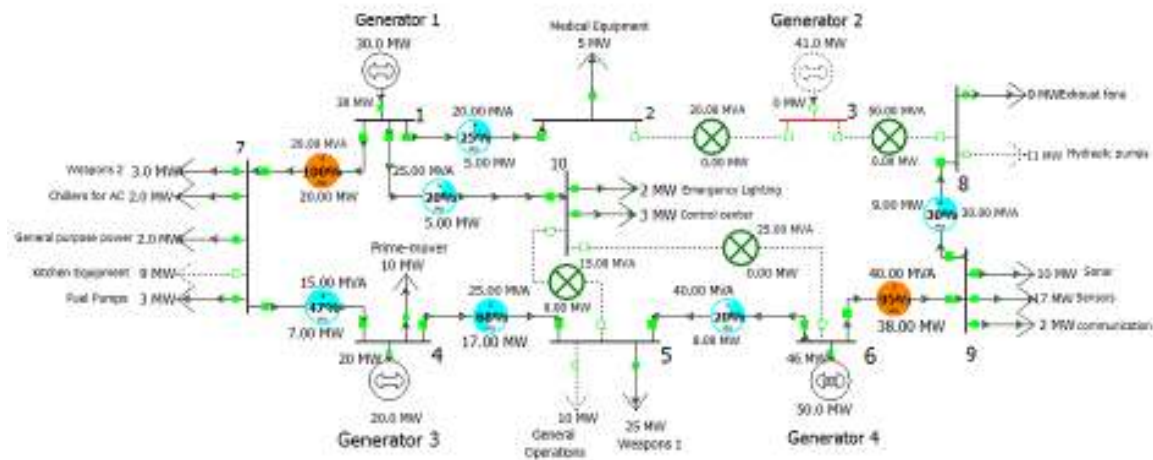 Generator 1
30.0 MW
Medical Equipment
5 MW
Generator 2
41.0 MW
0 MW
1
20.00 MVA
25%
5.00 MW
2
20.00 MVA
0.00 MW
3
50.00 MVA
0.00 MW
0 MW Exhaust fans
Hydraulic pumps
8
7
20.00 MVA
100%
20.00 MW
Weapons 2 3.0 MW
Chillers for AC 2.0 MW
General purpose power 2.0 MW
Kitchen Equipment
Fuel Pumps 3 MW
25.00 MVA
20%
5.00 MW
10
2 MW Emergency Lighting
3 MW Control center
25.00 MVA
0.00 MW
15.00 MVA
9.00 MW
30%
30.00 MVA
Prime-mover
10 MW
15.00 MVA
47%
7.00 MW
25.00 MVA
68%
17.00 MW
40.00 MVA
20%
8.00 MW
40.00 MVA
95%
38.00 MW
10 MW Sonar
17 MW Sensors
2 MW communication
9
20 MW
4
5
46 MW
6
20.0 MW
Generator 3
10 MW
General
Operations
25 MW
Weapons 1
50.0 MW
Generator 4